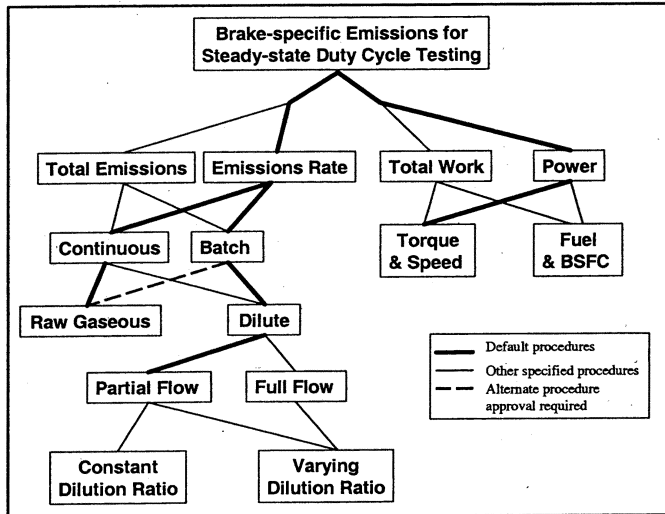 Brake-specific Emissions for
Steady-state Duty Cycle Testing
Total Emissions
Emissions Rate
Total Work
Power
Continuous
Batch
Torque
& Speed
Fuel
& BSFC
Raw Gaseous
Dilute
Default procedures
Other specified procedures
Alternate procedure
approval required
Partial Flow
Full Flow
Constant
Dilution Ratio
Varying
Dilution Ratio